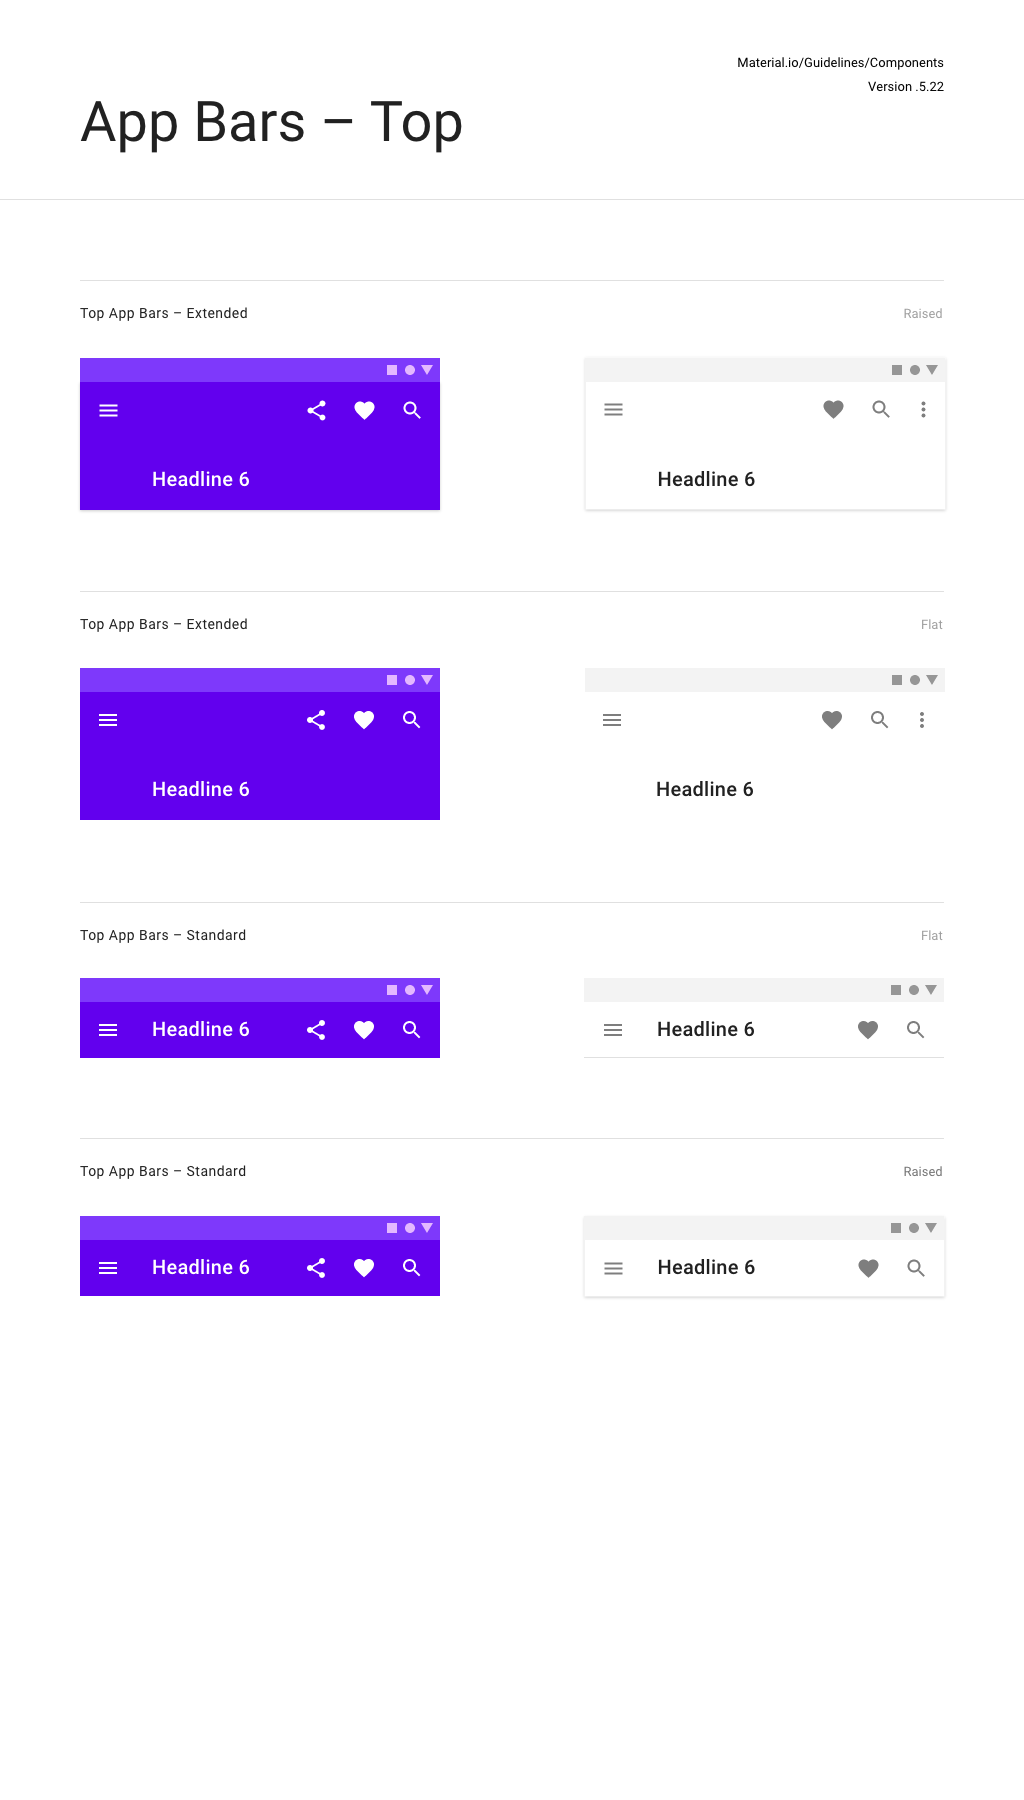 Material.io/Guidelines/Components
Version .5.22
App Bars – Top
Top App Bars – Extended
Raised
Headline 6
Headline 6
Top App Bars – Extended
Flat
Headline 6
Headline 6
Top App Bars – Standard
Flat
Headline 6
Headline 6
Top App Bars – Standard
Raised
Headline 6
Headline 6